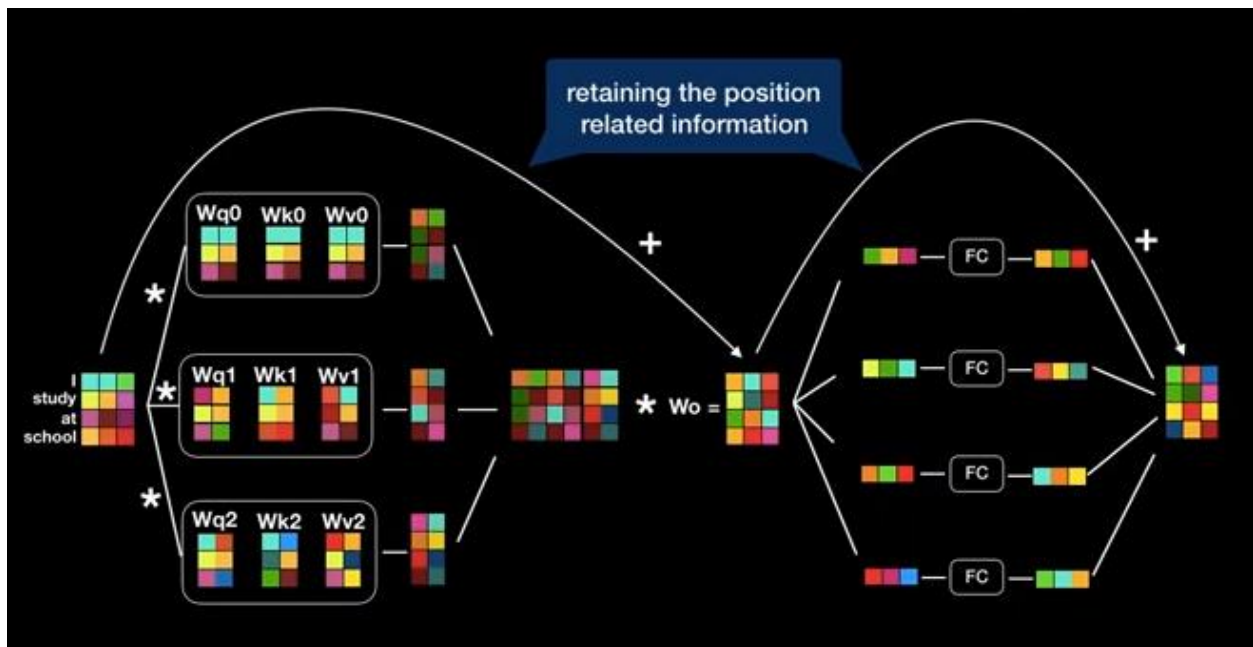 retaining the position
related information
Wq0 Wk0 Wv0
+
+
*
FC
I
study
at
school
*
Wq1 Wk1 Wv1
* Wo =
FC
*
Wq2 Wk2 Wv2
FC
FC